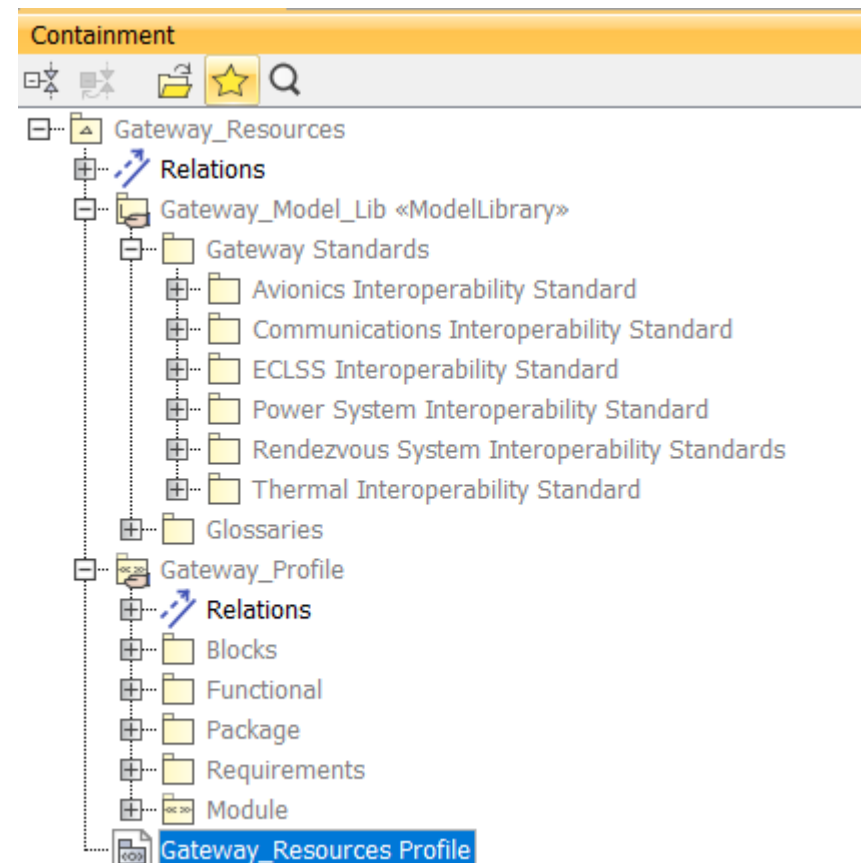 Containment
Gateway_Resources
Relations
Gateway_Model_Lib «ModelLibrary»
Gateway Standards
Avionics Interoperability Standard
Communications Interoperability Standard
ECLSS Interoperability Standard
Power System Interoperability Standard
Rendezvous System Interoperability Standards
Thermal Interoperability Standard
Glossaries
Gateway_Profile
Relations
Blocks
Functional
Package
Requirements
Module
Gateway_Resources Profile